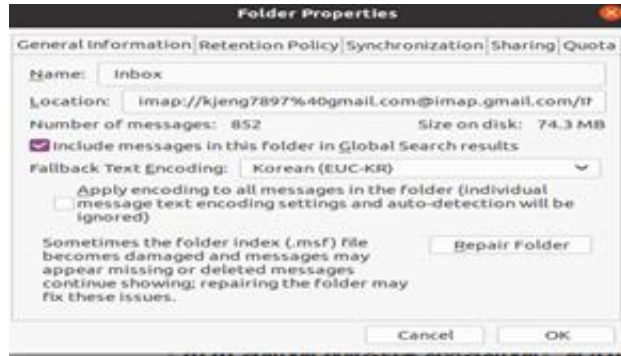 Folder Properties
General Information Retention Policy Synchronization Sharing Quota
Name: Inbox
Location: imap://kjeng7897%40gmail.com@imap.gmail.com/
Number of messages: 852 Size on disk: 74.3 MB
Include messages in this folder in Global Search results
Fallback Text Encoding: Korean (EUC-KR)
Apply encoding to all messages in the folder (individual
message text encoding settings and auto-detection will be
ignored)
Sometimes the folder index (.msf) file
becomes damaged and messages may
appear missing or deleted messages
continue showing; repairing the folder may
fix these issues.
Repair Folder
Cancel OK